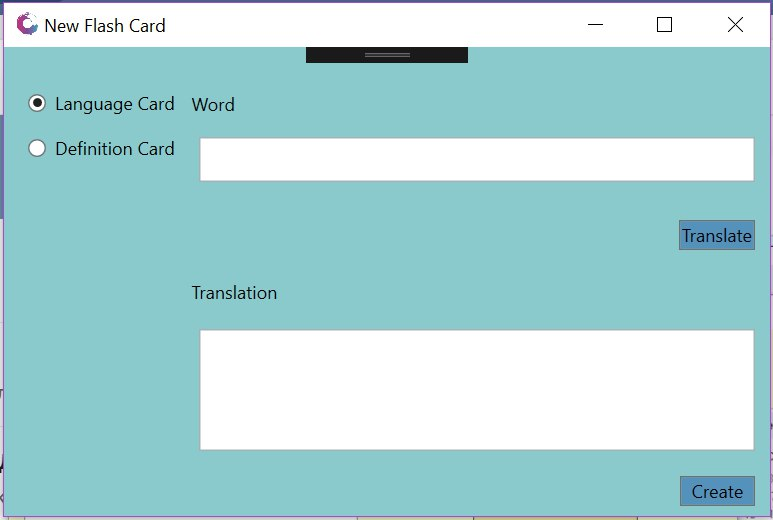 New Flash Card
Language Card
Word
Definition Card
Translate
Translation
Create